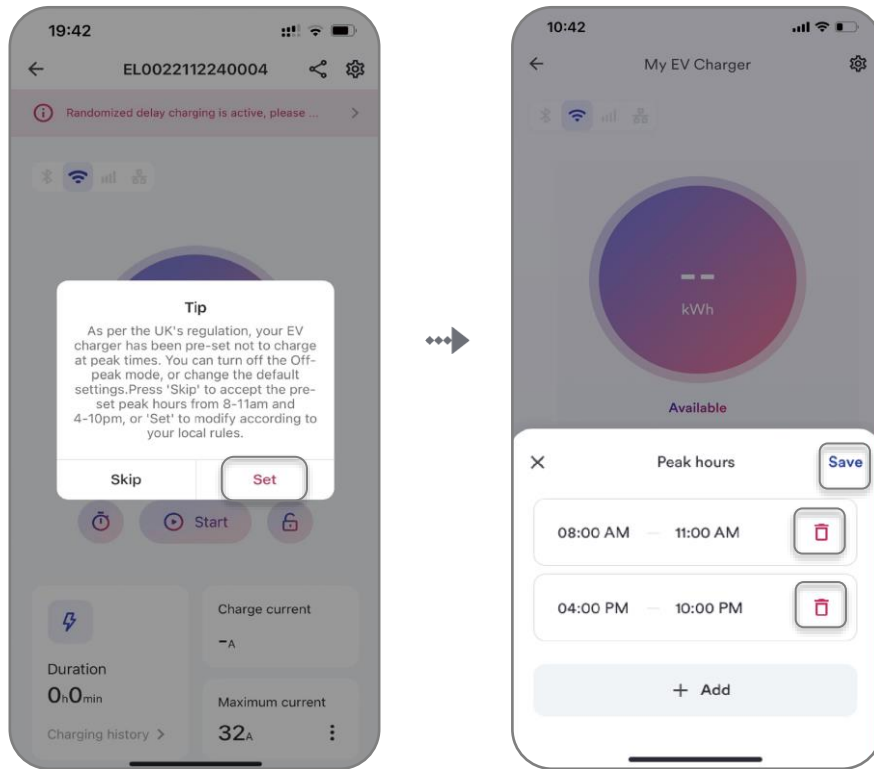 19:42
EL0022112240004
Randomized delay charging is active, please ...
Tip
As per the UK's regulation, your EV
charger has been pre-set not to charge
at peak times. You can turn off the Off-
peak mode, or change the default
settings.Press 'Skip' to accept the pre-
set peak hours from 8-11am and
4-10pm, or 'Set' to modify according to
your local rules.
Skip
Set
Start
Duration
0h0min
Charging history >
Charge current
-A
Maximum current
32A
10:42
My EV Charger
--
kWh
Available
Peak hours
Save
08:00 AM — 11:00 AM
04:00 PM — 10:00 PM
+ Add